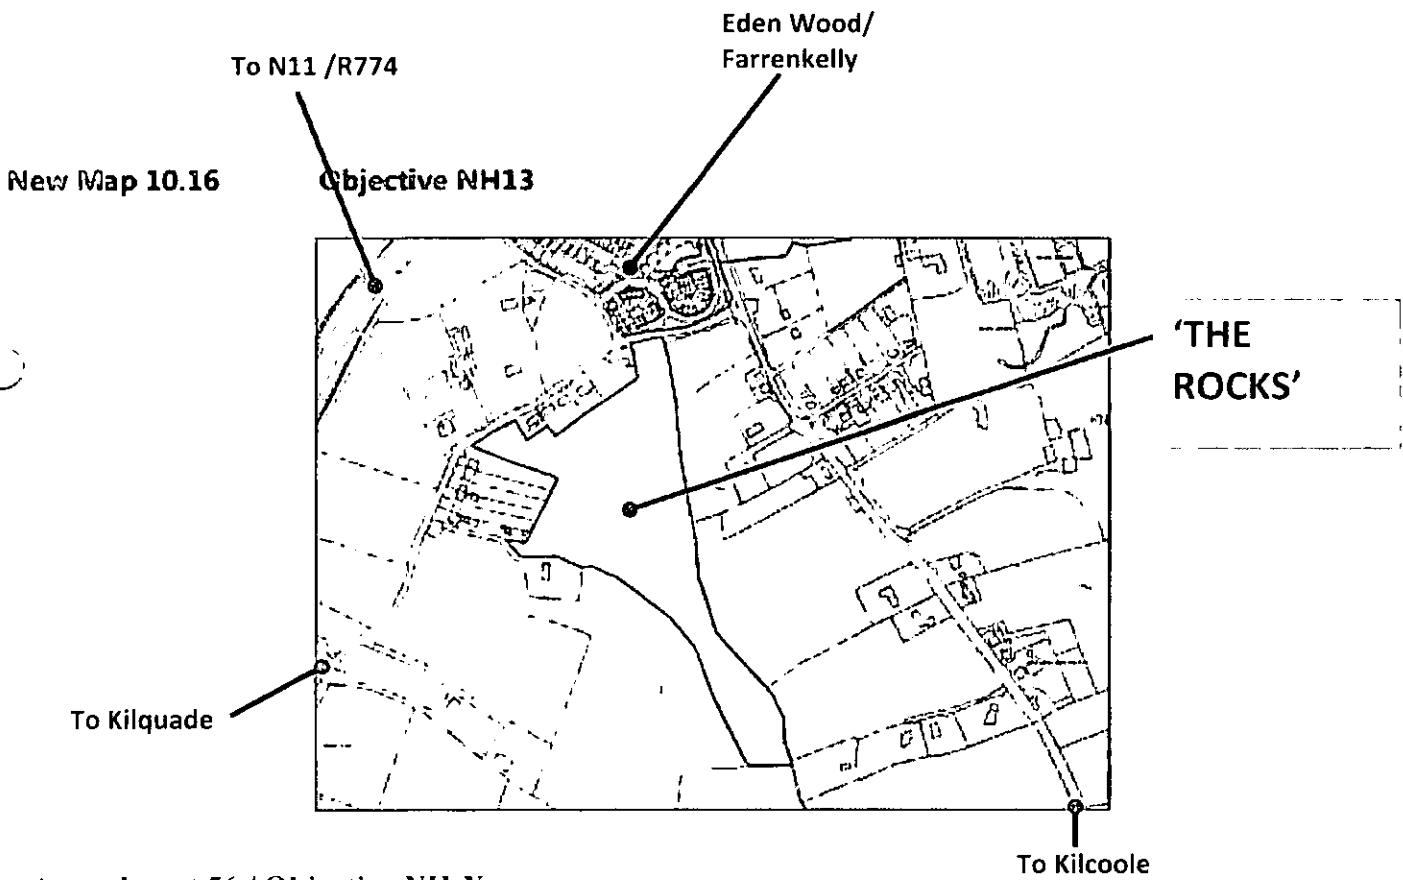 Eden Wood/
Farrenkelly
To N11 /R774
New Map 10.16 Objective NH13
'THE
ROCKS'
To Kilquade
To Kilcoole